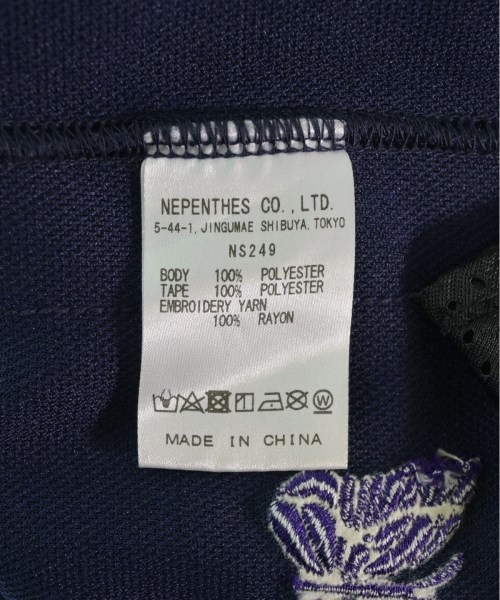 NEPENTHES CO.,LTD.
5-44-1, JINGUMAE SHIBUYA, TOKYO
NS249
BODY 100% POLYESTER
TAPE 100% POLYESTER
EMBROIDERY YARN
100% RAYON
W
MADE IN CHINA